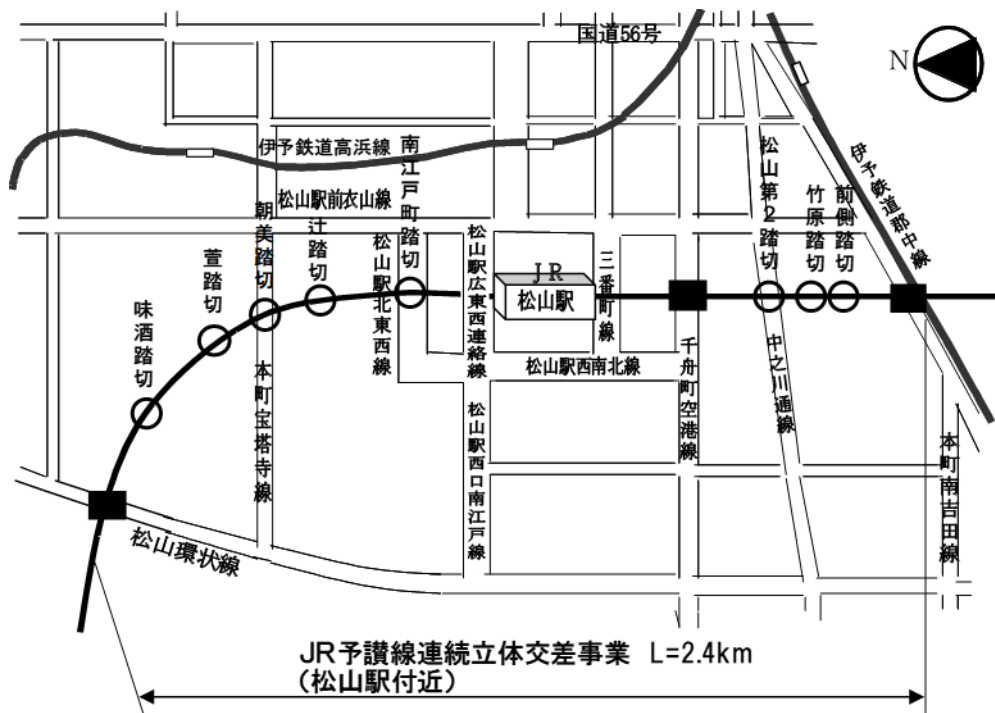 国道56号
N
伊予鉄道高浜線
南江戸町踏切
松山第2踏切
竹原踏切
前側踏切
伊予鉄道郡中線
松山駅前衣山線
朝美踏切
辻踏切
萱踏切
味酒踏切
松山駅北東西線
松山駅広東西連絡線
JR
松山駅
三番町線
松山駅西南北線
千舟町空港線
中之川通線
本町宝塔寺線
松山駅西口南江戸線
本町南吉田線
松山環状線
JR予讃線連続立体交差事業 L=2.4km
(松山駅付近)